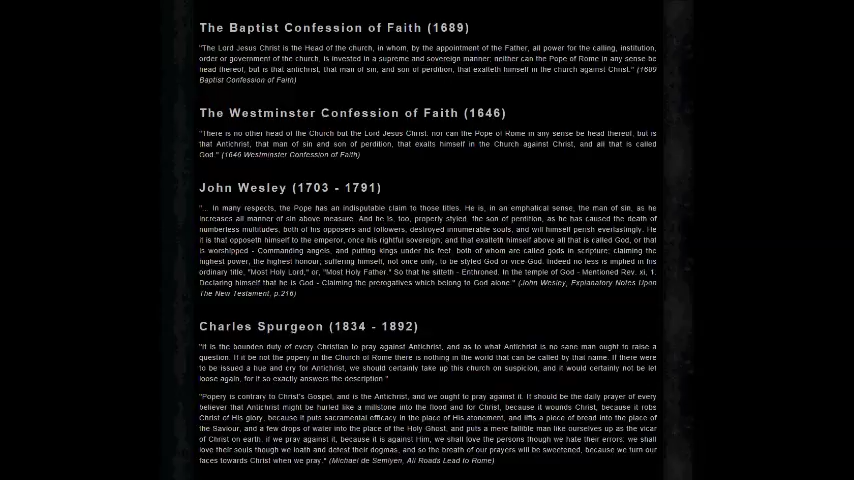 The Baptist Confession of Faith (1689)
"The Lord Jesus Christ is the Head of the church, in whom, by the appointment of the Father, all power for the calling, institution,
order or government of the church, is invested in a supreme and sovereign manner; neither can the Pope of Rome in any sense be
head thereof, but is that antichrist, that man of sin, and son of perdition, that exalteth himself in the church against Christ." (1689
Baptist Confession of Faith)
The Westminster Confession of Faith (1646)
"There is no other head of the Church but the Lord Jesus Christ, nor can the Pope of Rome in any sense be head thereof, but is
that Antichrist, that man of sin and son of perdition, that exalts himself in the Church against Christ, and all that is called
God." (1646 Westminster Confession of Faith)
John Wesley (1703 - 1791)
"... In many respects, the Pope has an indisputable claim to those titles. He is, in an emphatical sense, the man of sin, as he
increases all manner of sin above measure. And he is, too, properly styled, the son of perdition, as he has caused the death of
numberless multitudes, both of his opposers and followers, destroyed innumerable souls, and will himself perish everlastingly. He
it is that opposeth himself to the emperor, once his rightful sovereign; and that exalteth himself above all that is called God, or that
is worshipped - Commanding angels, and putting kings under his feet, both of whom are called gods in scripture; claiming the
highest power, the highest honour; suffering himself, not once only, to be styled God or vice-God. Indeed no less is implied in his
ordinary title, "Most Holy Lord," or, "Most Holy Father." So that he sitteth - Enthroned. In the temple of God - Mentioned Rev. xi, 1.
Declaring himself that he is God - Claiming the prerogatives which belong to God alone." (John Wesley, Explanatory Notes Upon
The New Testament, p.216)
Charles Spurgeon (1834 - 1892)
"It is the bounden duty of every Christian to pray against Antichrist, and as to what Antichrist is no sane man ought to raise a
question. If it be not the popery in the Church of Rome there is nothing in the world that can be called by that name. If there were
to be issued a hue and cry for Antichrist, we should certainly take up this church on suspicion, and it would certainly not be let
loose again, for it so exactly answers the description."
"Popery is contrary to Christ's Gospel, and is the Antichrist, and we ought to pray against it. It should be the daily prayer of every
believer that Antichrist might be hurled like a millstone into the flood and for Christ, because it wounds Christ, because it robs
Christ of His glory, because it puts sacramental efficacy in the place of His atonement, and lifts a piece of bread into the place of
the Saviour, and a few drops of water into the place of the Holy Ghost, and puts a mere fallible man like ourselves up as the vicar
of Christ on earth; if we pray against it, because it is against Him, we shall love the persons though we hate their errors: we shall
love their souls though we loath and detest their dogmas, and so the breath of our prayers will be sweetened, because we turn our
faces towards Christ when we pray." (Michael de Semlyen, All Roads Lead to Rome)